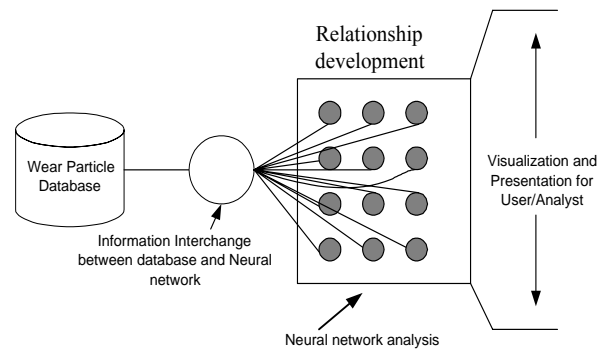 Relationship
development
Wear Particle
Database
Visualization and
Presentation for
User/Analyst
Information Interchange
between database and Neural
network
Neural network analysis